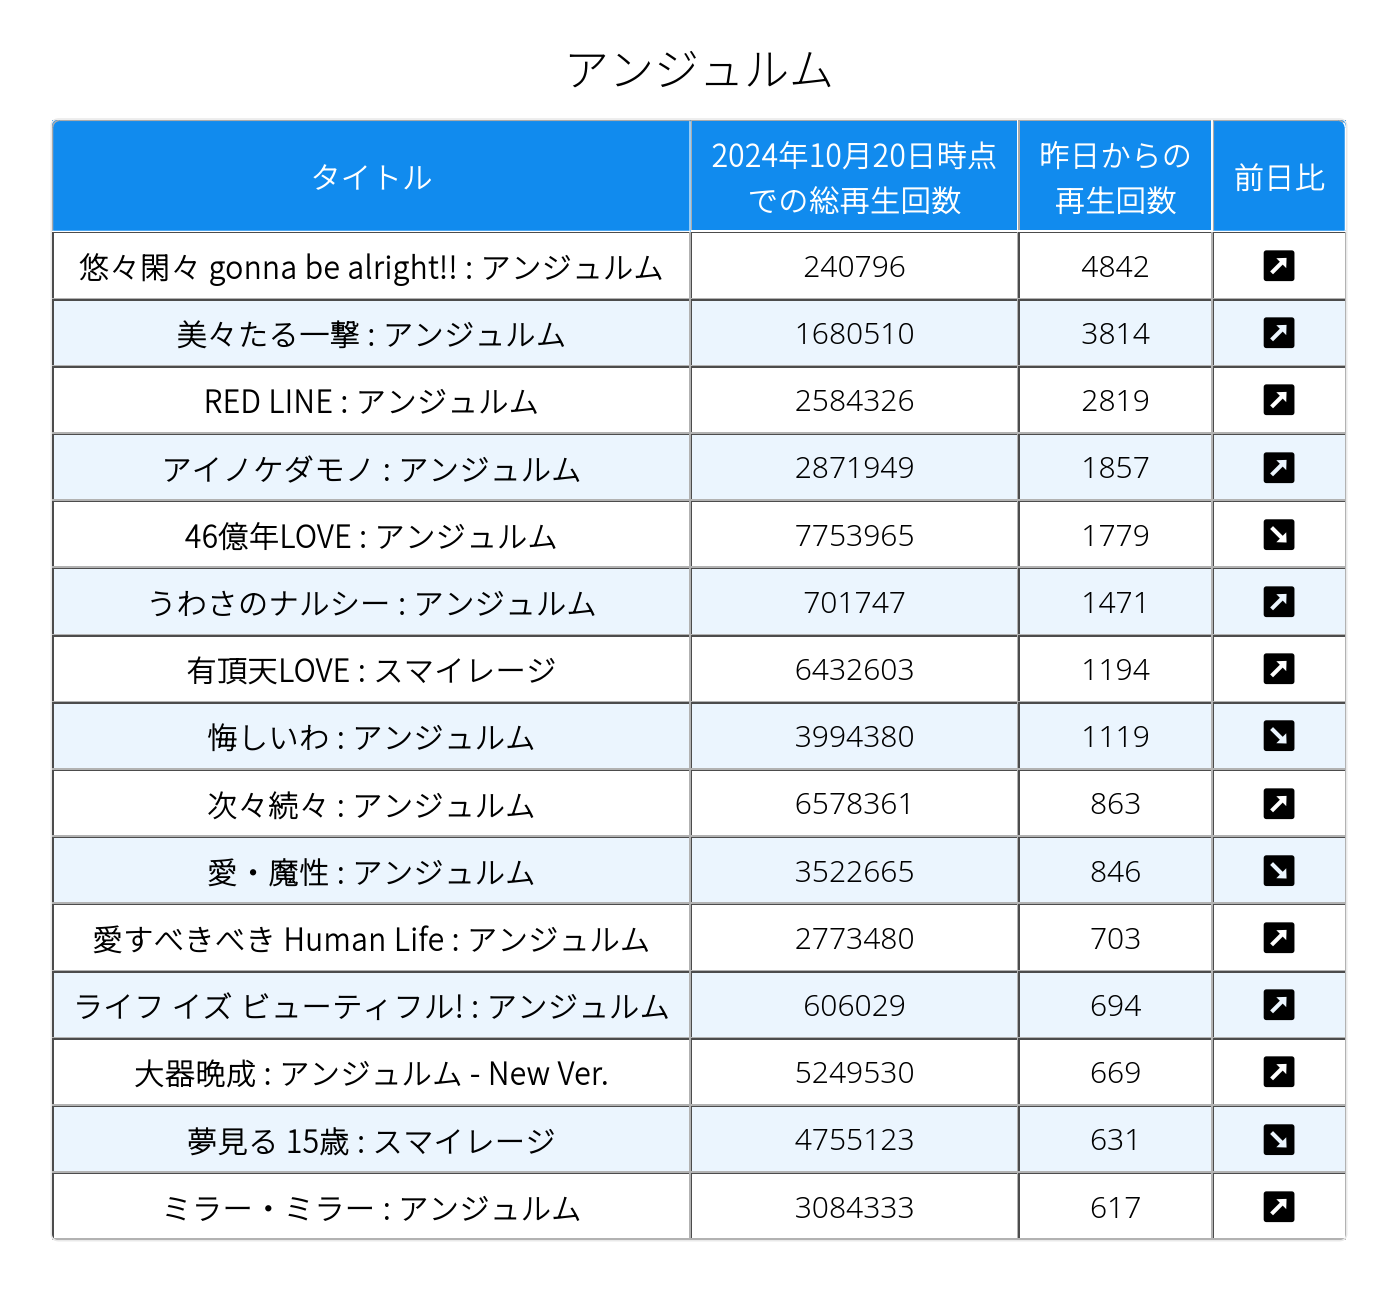 アンジュルム
タイトル 2024年10月20日時点での総再生回数 昨日からの再生回数 前日比
悠々閑々 gonna be alright!! : アンジュルム 240796 4842 ↗
美々たる一撃 : アンジュルム 1680510 3814 ↗
RED LINE : アンジュルム 2584326 2819 ↗
アイノケダモノ : アンジュルム 2871949 1857 ↗
46億年LOVE : アンジュルム 7753965 1779 ↘
うわさのナルシー : アンジュルム 701747 1471 ↗
有頂天LOVE : スマイレージ 6432603 1194 ↗
悔しいわ : アンジュルム 3994380 1119 ↘
次々続々 : アンジュルム 6578361 863 ↗
愛・魔性 : アンジュルム 3522665 846 ↘
愛すべきべき Human Life : アンジュルム 2773480 703 ↗
ライフ イズ ビューティフル! : アンジュルム 606029 694 ↗
大器晩成 : アンジュルム - New Ver. 5249530 669 ↗
夢見る 15歳 : スマイレージ 4755123 631 ↘
ミラー・ミラー : アンジュルム 3084333 617 ↗